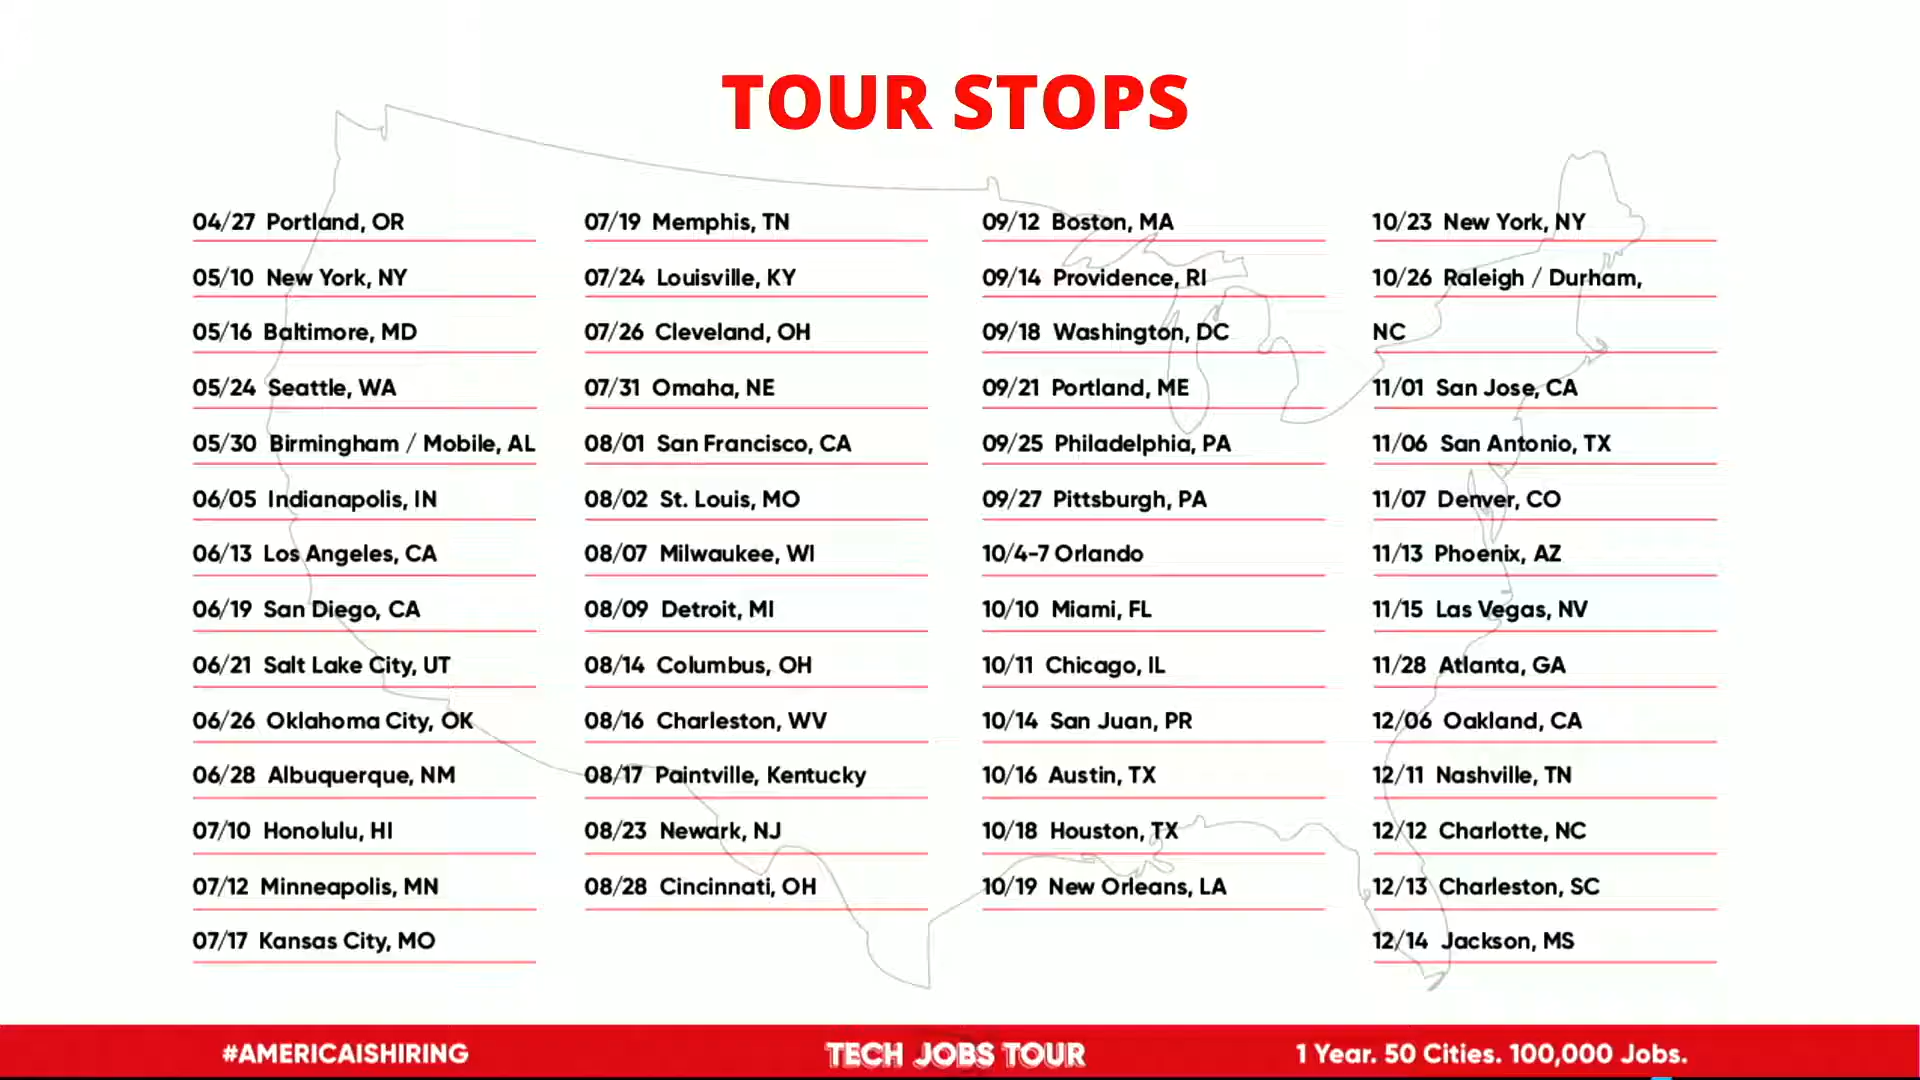 TOUR STOPS
04/27 Portland, OR
05/10 New York, NY
05/16 Baltimore, MD
05/24 Seattle, WA
05/30 Birmingham / Mobile, AL
06/05 Indianapolis, IN
06/13 Los Angeles, CA
06/19 San Diego, CA
06/21 Salt Lake City, UT
06/26 Oklahoma City, OK
06/28 Albuquerque, NM
07/10 Honolulu, HI
07/12 Minneapolis, MN
07/17 Kansas City, MO
07/19 Memphis, TN
07/24 Louisville, KY
07/26 Cleveland, OH
07/31 Omaha, NE
08/01 San Francisco, CA
08/02 St. Louis, MO
08/07 Milwaukee, WI
08/09 Detroit, MI
08/14 Columbus, OH
08/16 Charleston, WV
08/17 Paintville, Kentucky
08/23 Newark, NJ
08/28 Cincinnati, OH
09/12 Boston, MA
09/14 Providence, RI
09/18 Washington, DC
09/21 Portland, ME
09/25 Philadelphia, PA
09/27 Pittsburgh, PA
10/4-7 Orlando
10/10 Miami, FL
10/11 Chicago, IL
10/14 San Juan, PR
10/16 Austin, TX
10/18 Houston, TX
10/19 New Orleans, LA
10/23 New York, NY
10/26 Raleigh / Durham,
NC
11/01 San Jose, CA
11/06 San Antonio, TX
11/07 Denver, CO
11/13 Phoenix, AZ
11/15 Las Vegas, NV
11/28 Atlanta, GA
12/06 Oakland, CA
12/11 Nashville, TN
12/12 Charlotte, NC
12/13 Charleston, SC
12/14 Jackson, MS
#AMERICAISHIRING
TECH JOBS TOUR
1 Year. 50 Cities. 100,000 Jobs.